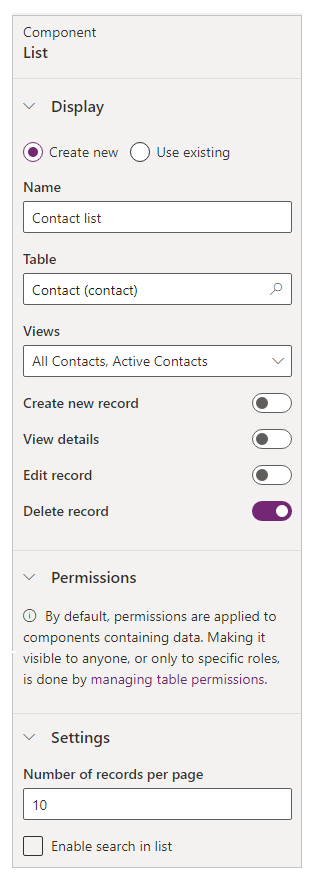 Component
List
Display
Create new
Use existing
Name
Contact list
Table
Contact (contact)
Views
All Contacts, Active Contacts
Create new record
View details
Edit record
Delete record
Permissions
By default, permissions are applied to
components containing data. Making it
visible to anyone, or only to specific roles,
is done by managing table permissions.
Settings
Number of records per page
10
Enable search in list